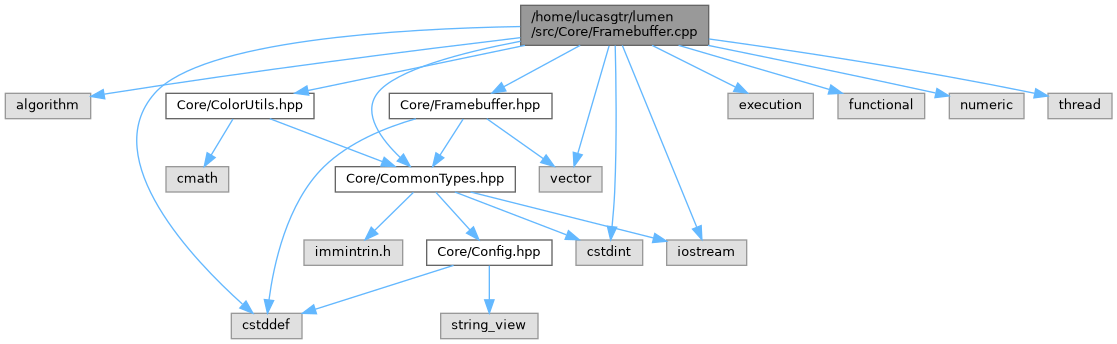 /home/lucasgtr/lumen
/src/Core/Framebuffer.cpp
algorithm
Core/ColorUtils.hpp
Core/Framebuffer.hpp
execution
functional
numeric
thread
cmath
Core/CommonTypes.hpp
vector
immintrin.h
Core/Config.hpp
cstdint
iostream
cstddef
string_view